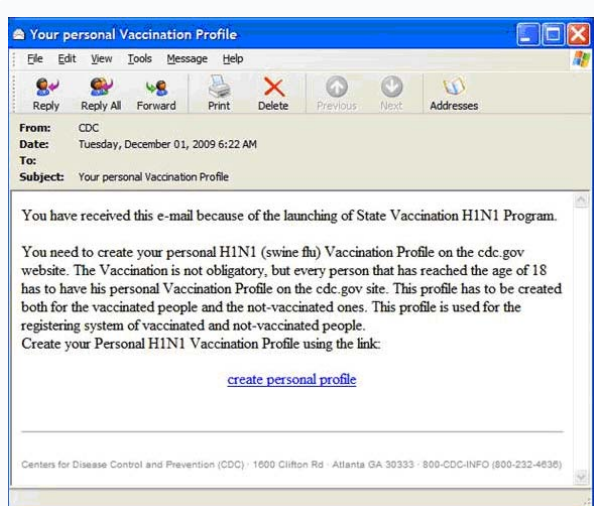 Your personal Vaccination Profile
File Edit View Tools Message Help
Reply Reply All Forward Print Delete Previous Next Addresses
From: CDC
Date: Tuesday, December 01, 2009 6:22 AM
To:
Subject: Your personal Vaccination Profile
You have received this e-mail because of the launching of State Vaccination H1N1 Program.
You need to create your personal H1N1 (swine flu) Vaccination Profile on the cdc.gov
website. The Vaccination is not obligatory, but every person that has reached the age of 18
has to have his personal Vaccination Profile on the cdc.gov site. This profile has to be created
both for the vaccinated people and the not-vaccinated ones. This profile is used for the
registering system of vaccinated and not-vaccinated people.
Create your Personal H1N1 Vaccination Profile using the link:
create personal profile
Centers for Disease Control and Prevention (CDC) · 1600 Clifton Rd · Atlanta GA 30333 · 800-CDC-INFO (800-232-4636)